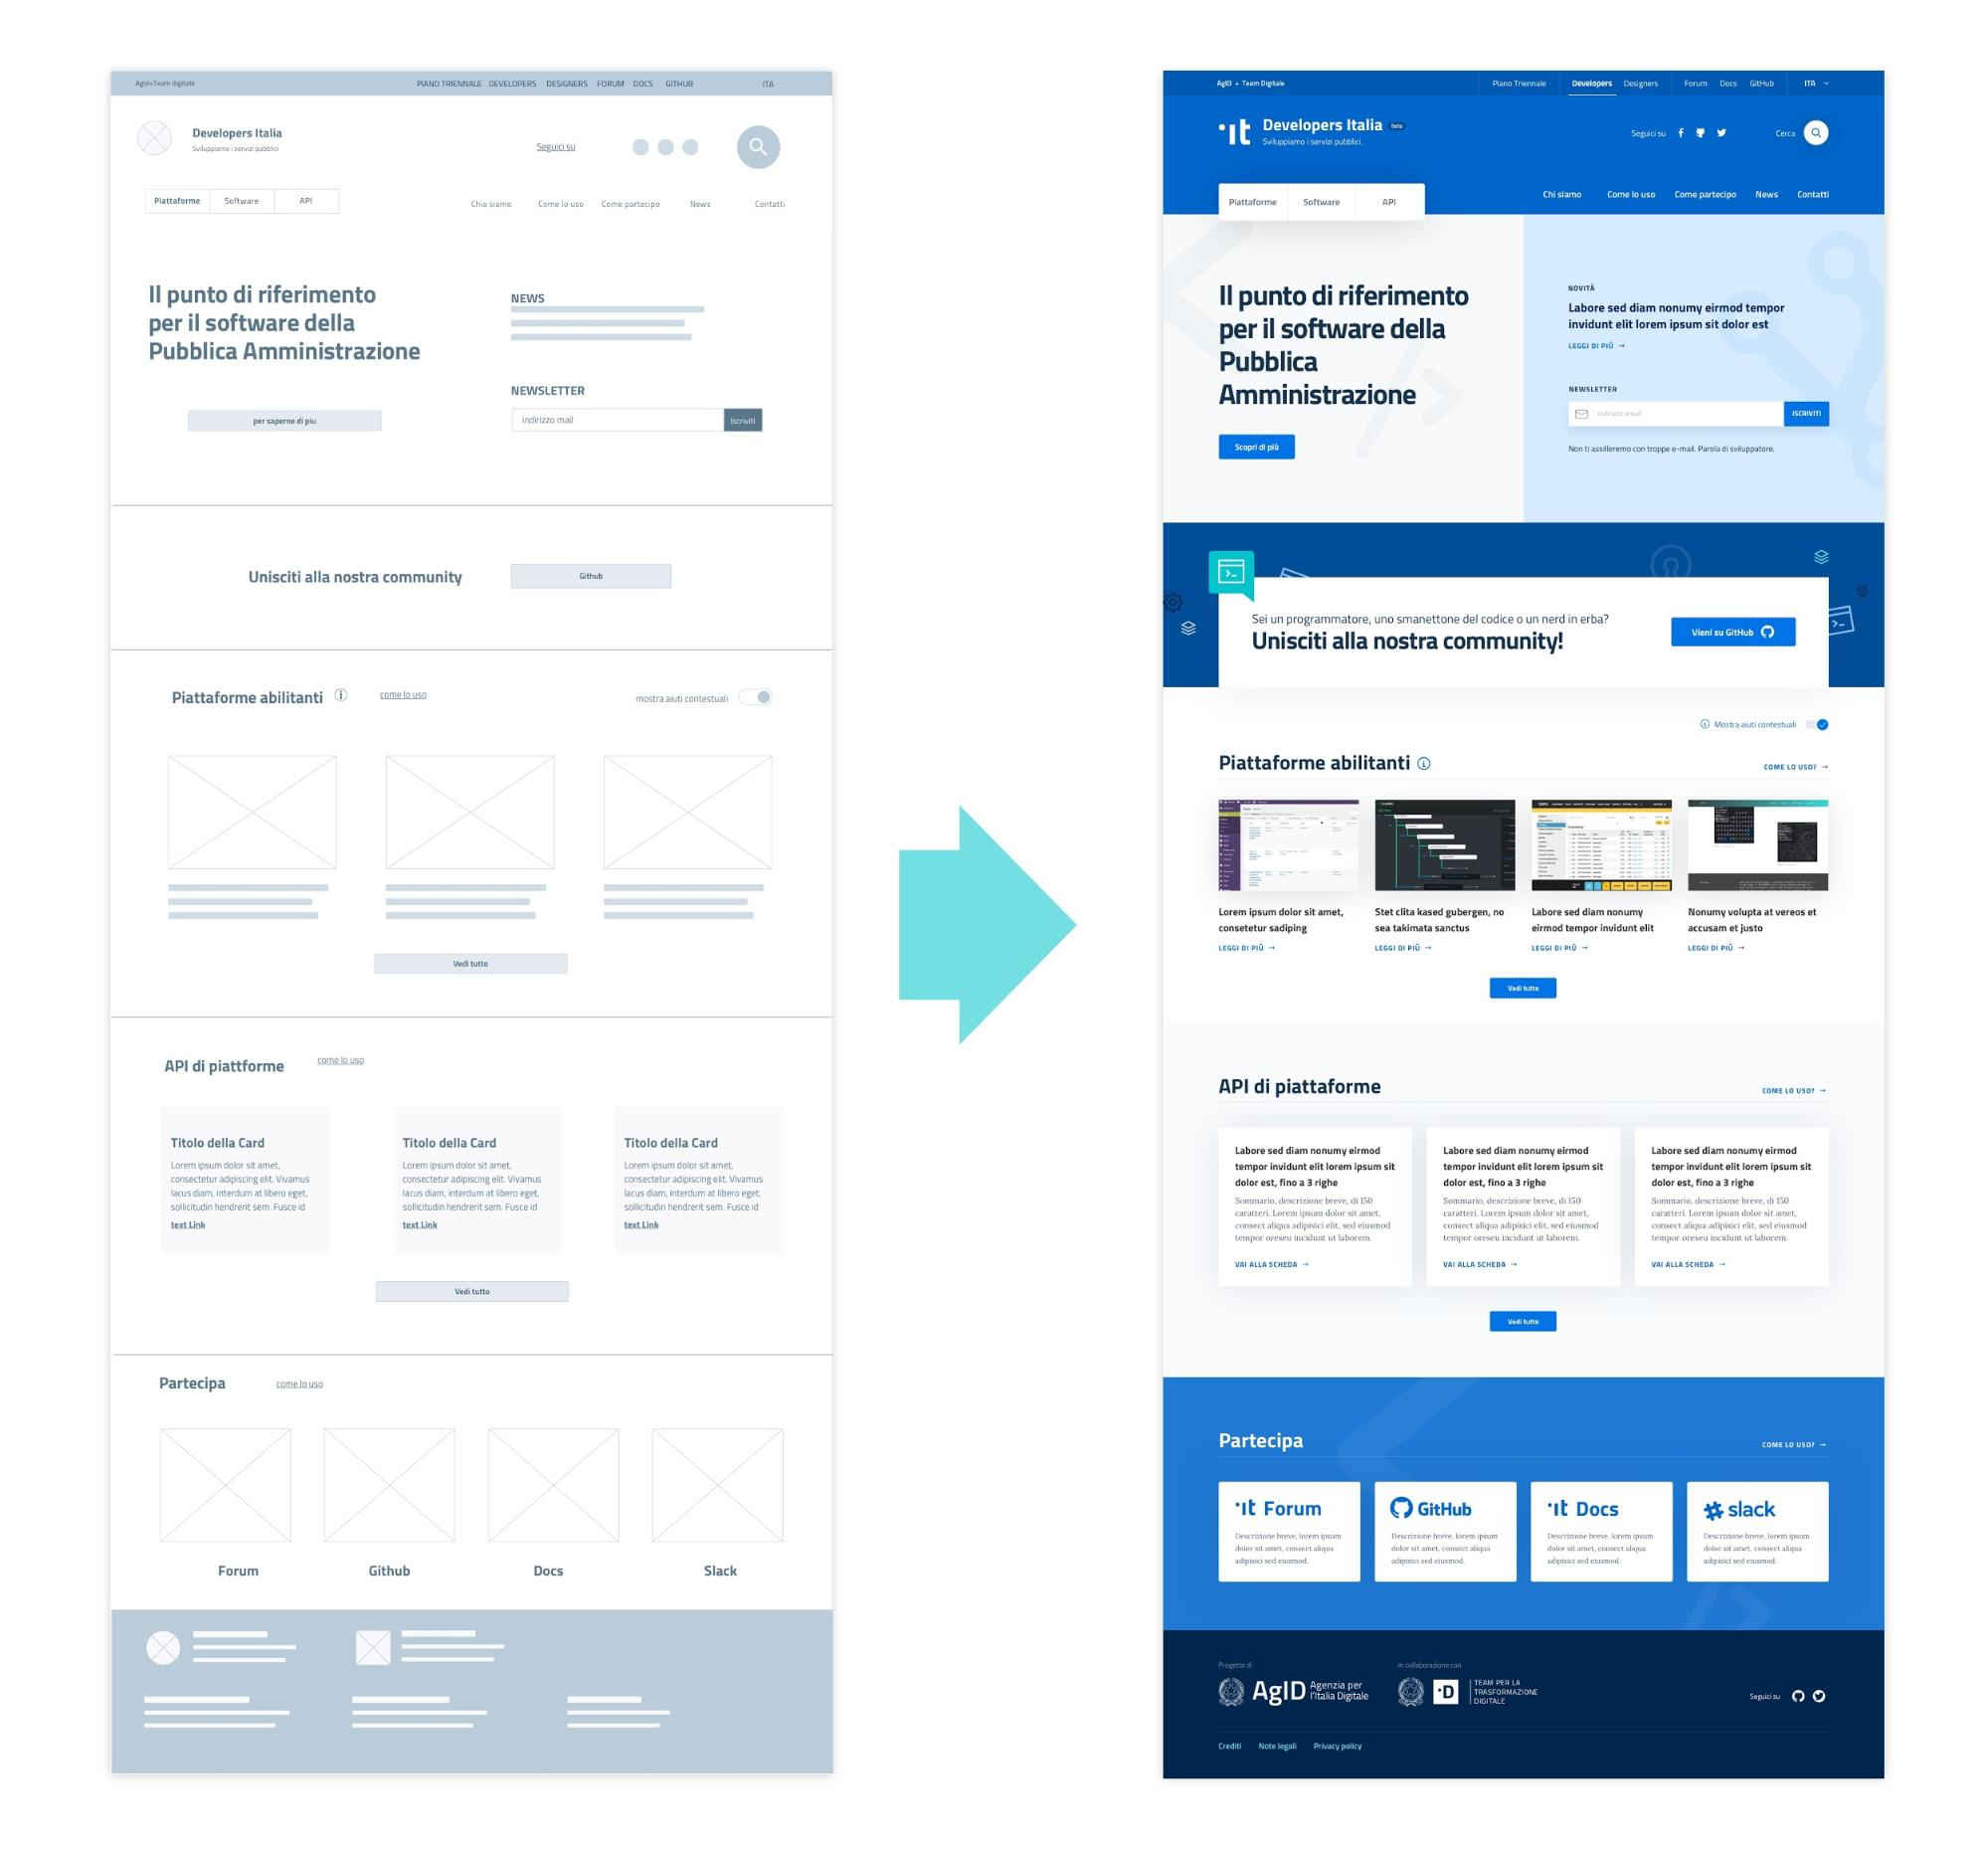 Agid+Team digitale
PIANO TRIENNALE DEVELOPERS DESIGNERS FORUM DOCS GITHUB
ITA
Developers Italia
Sviluppiamo i servizi pubblici
Seguici su
Piattaforme Software API
Chia siamo Come lo uso Come partecipo News Contatti
Il punto di riferimento
per il software della
Pubblica Amministrazione
per saperne di piu
NEWS
NEWSLETTER
indirizzo mail Iscriviti
Unisciti alla nostra community
Github
Piattaforme abilitanti
come lo uso
mostra aiuti contestuali
Vedi tutto
API di piattforme
come lo uso
Titolo della Card
Lorem ipsum dolor sit amet,
consectetur adipiscing elit. Vivamus
lacus diam, interdum at libero eget,
sollicitudin hendrerit sem. Fusce id
text Link
Titolo della Card
Lorem ipsum dolor sit amet,
consectetur adipiscing elit. Vivamus
lacus diam, interdum at libero eget,
sollicitudin hendrerit sem. Fusce id
text Link
Titolo della Card
Lorem ipsum dolor sit amet,
consectetur adipiscing elit. Vivamus
lacus diam, interdum at libero eget,
sollicitudin hendrerit sem. Fusce id
text Link
Vedi tutto
Partecipa
come lo uso
Forum
Github
Docs
Slack
AgID + Team Digitale
Piano Triennale Developers Designers Forum Docs GitHub ITA
Developers Italia beta
Sviluppiamo i servizi pubblici.
Seguici su
Cerca
Piattaforme Software API
Chi siamo Come lo uso Come partecipo News Contatti
Il punto di riferimento
per il software della
Pubblica
Amministrazione
Scopri di più
NOVITÀ
Labore sed diam nonumy eirmod tempor
invidunt elit lorem ipsum sit dolor est
LEGGI DI PIÙ →
NEWSLETTER
indirizzo email ISCRIVITI
Non ti assilleremo con troppe e-mail. Parola di sviluppatore.
Sei un programmatore, uno smanettone del codice o un nerd in erba?
Unisciti alla nostra community!
Vieni su GitHub
Mostra aiuti contestuali
Piattaforme abilitanti
COME LO USO? →
Lorem ipsum dolor sit amet,
consetetur sadiping
LEGGI DI PIÙ →
Stet clita kased gubergen, no
sea takimata sanctus
LEGGI DI PIÙ →
Labore sed diam nonumy
eirmod tempor invidunt elit
LEGGI DI PIÙ →
Nonumy volupta at vereos et
accusam et justo
LEGGI DI PIÙ →
Vedi tutto
API di piattaforme
COME LO USO? →
Labore sed diam nonumy eirmod
tempor invidunt elit lorem ipsum sit
dolor est, fino a 3 righe
Sommario, descrizione breve, di 150
caratteri. Lorem ipsum dolor sit amet,
consect aliqua adipisici elit, sed eiusmod
tempor oreseu incidunt ut laborem.
VAI ALLA SCHEDA →
Labore sed diam nonumy eirmod
tempor invidunt elit lorem ipsum sit
dolor est, fino a 3 righe
Sommario, descrizione breve, di 150
caratteri. Lorem ipsum dolor sit amet,
consect aliqua adipisici elit, sed eiusmod
tempor oreseu incidunt ut laborem.
VAI ALLA SCHEDA →
Labore sed diam nonumy eirmod
tempor invidunt elit lorem ipsum sit
dolor est, fino a 3 righe
Sommario, descrizione breve, di 150
caratteri. Lorem ipsum dolor sit amet,
consect aliqua adipisici elit, sed eiusmod
tempor oreseu incidunt ut laborem.
VAI ALLA SCHEDA →
Vedi tutto
Partecipa
COME LO USO? →
Forum
Descrizione breve, lorem ipsum
dolor sit amet, consect aliqua
adipisici sed eiusmod.
GitHub
Descrizione breve, lorem ipsum
dolor sit amet, consect aliqua
adipisici sed eiusmod.
Docs
Descrizione breve, lorem ipsum
dolor sit amet, consect aliqua
adipisici sed eiusmod.
slack
Descrizione breve, lorem ipsum
dolor sit amet, consect aliqua
adipisici sed eiusmod.
Progetto di
AgID Agenzia per
l'Italia Digitale
In collaborazione con
TEAM PER LA
TRASFORMAZIONE
DIGITALE
Seguici su
Crediti Note legali Privacy policy